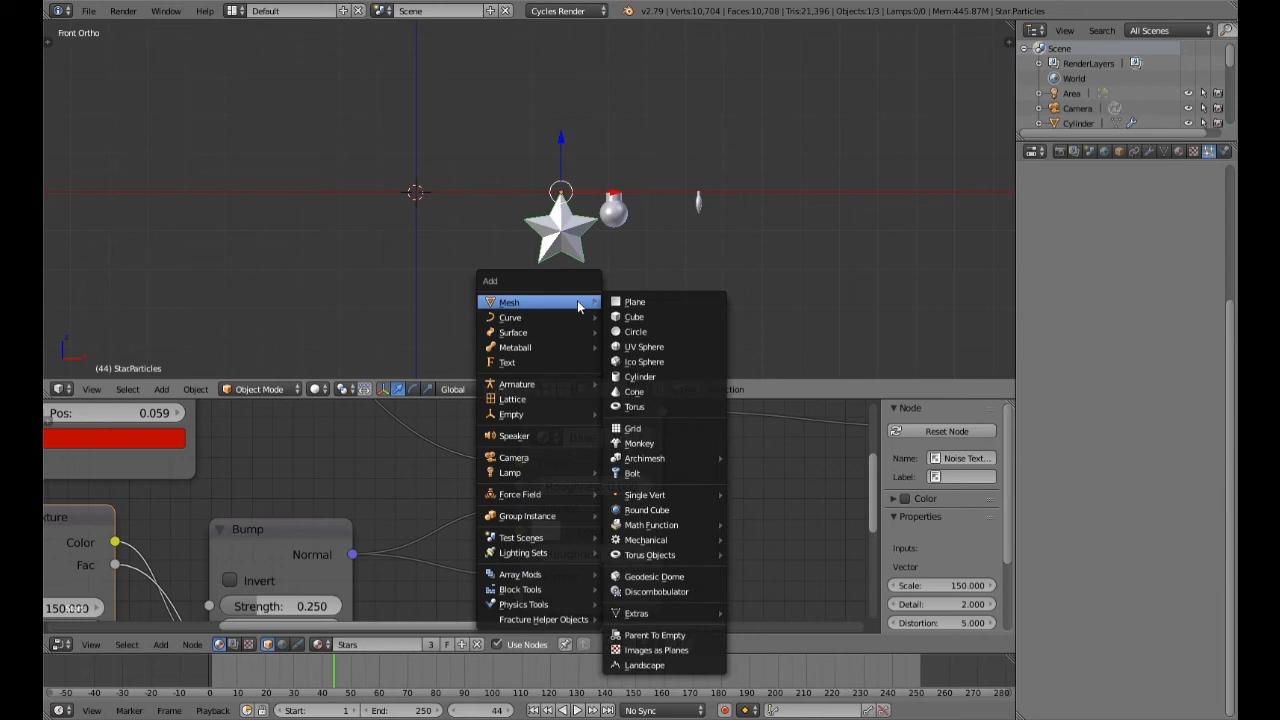 File Render Window Help Default Scene Cycles Render v2.79 | Verts:10,704 | Faces:10,708 | Tris:21,396 | Objects:1/3 | Lamps:0/0 | Mem:445.87M | StarParticles
Front Ortho
View Search All Scenes
Scene
RenderLayers
World
Area
Camera
Cylinder
Add
Mesh
Curve
Surface
Metaball
Text
Armature
Lattice
Empty
Speaker
Camera
Lamp
Force Field
Group Instance
Test Scenes
Lighting Sets
Array Mods
Block Tools
Physics Tools
Fracture Helper Objects
Plane
Cube
Circle
UV Sphere
Ico Sphere
Cylinder
Cone
Torus
Grid
Monkey
Archimesh
Bolt
Single Vert
Round Cube
Math Function
Mechanical
Torus Objects
Geodesic Dome
Discombobulator
Extras
Parent To Empty
Images as Planes
Landscape
z
(44) StarParticles
View Select Add Object Object Mode Global
Pos: 0.059
Color
Fac
150.000
Bump
Normal
Invert
Strength: 0.250
Node
Reset Node
Name: Noise Text...
Label:
Color
Properties
Inputs:
Vector
Scale: 150.000
Detail: 2.000
Distortion: 5.000
View Select Add Node Stars 3 F Use Nodes
-50 -40 -30 -20 -10 0 10 20 30 40 50 60 70 80 90 100 110 120 130 140 150 160 170 180 190 200 210 220 230 240 250 260 270 280
View Marker Frame Playback Start: 1 End: 250 44 No Sync